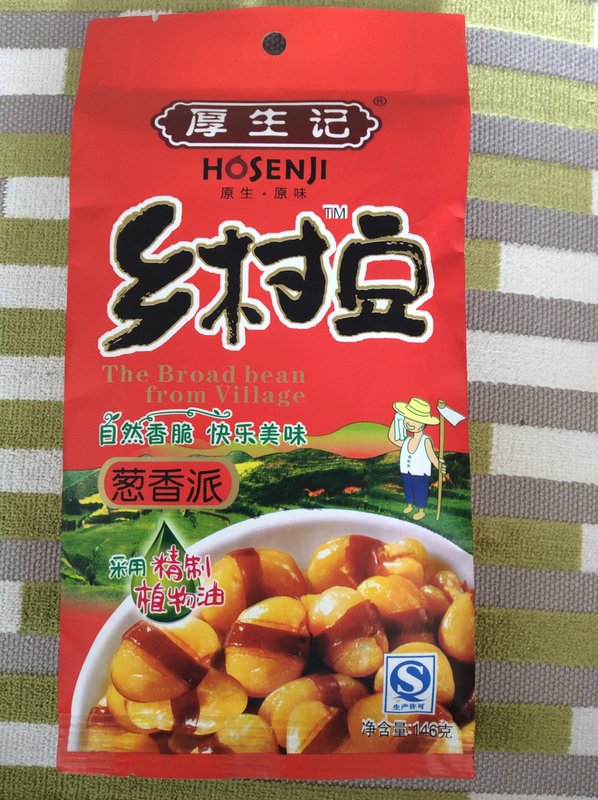 厚生记®
HOSENJI
原生·原味
乡村豆™
The Broad bean
from Village
自然香脆 快乐美味
葱香派
采用精制
植物油
S
生产许可
净含量:146克